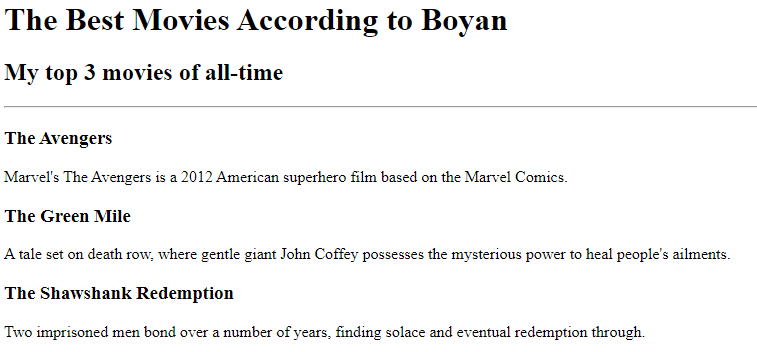 The Best Movies According to Boyan
My top 3 movies of all-time
The Avengers
Marvel's The Avengers is a 2012 American superhero film based on the Marvel Comics.
The Green Mile
A tale set on death row, where gentle giant John Coffey possesses the mysterious power to heal people's ailments.
The Shawshank Redemption
Two imprisoned men bond over a number of years, finding solace and eventual redemption through.